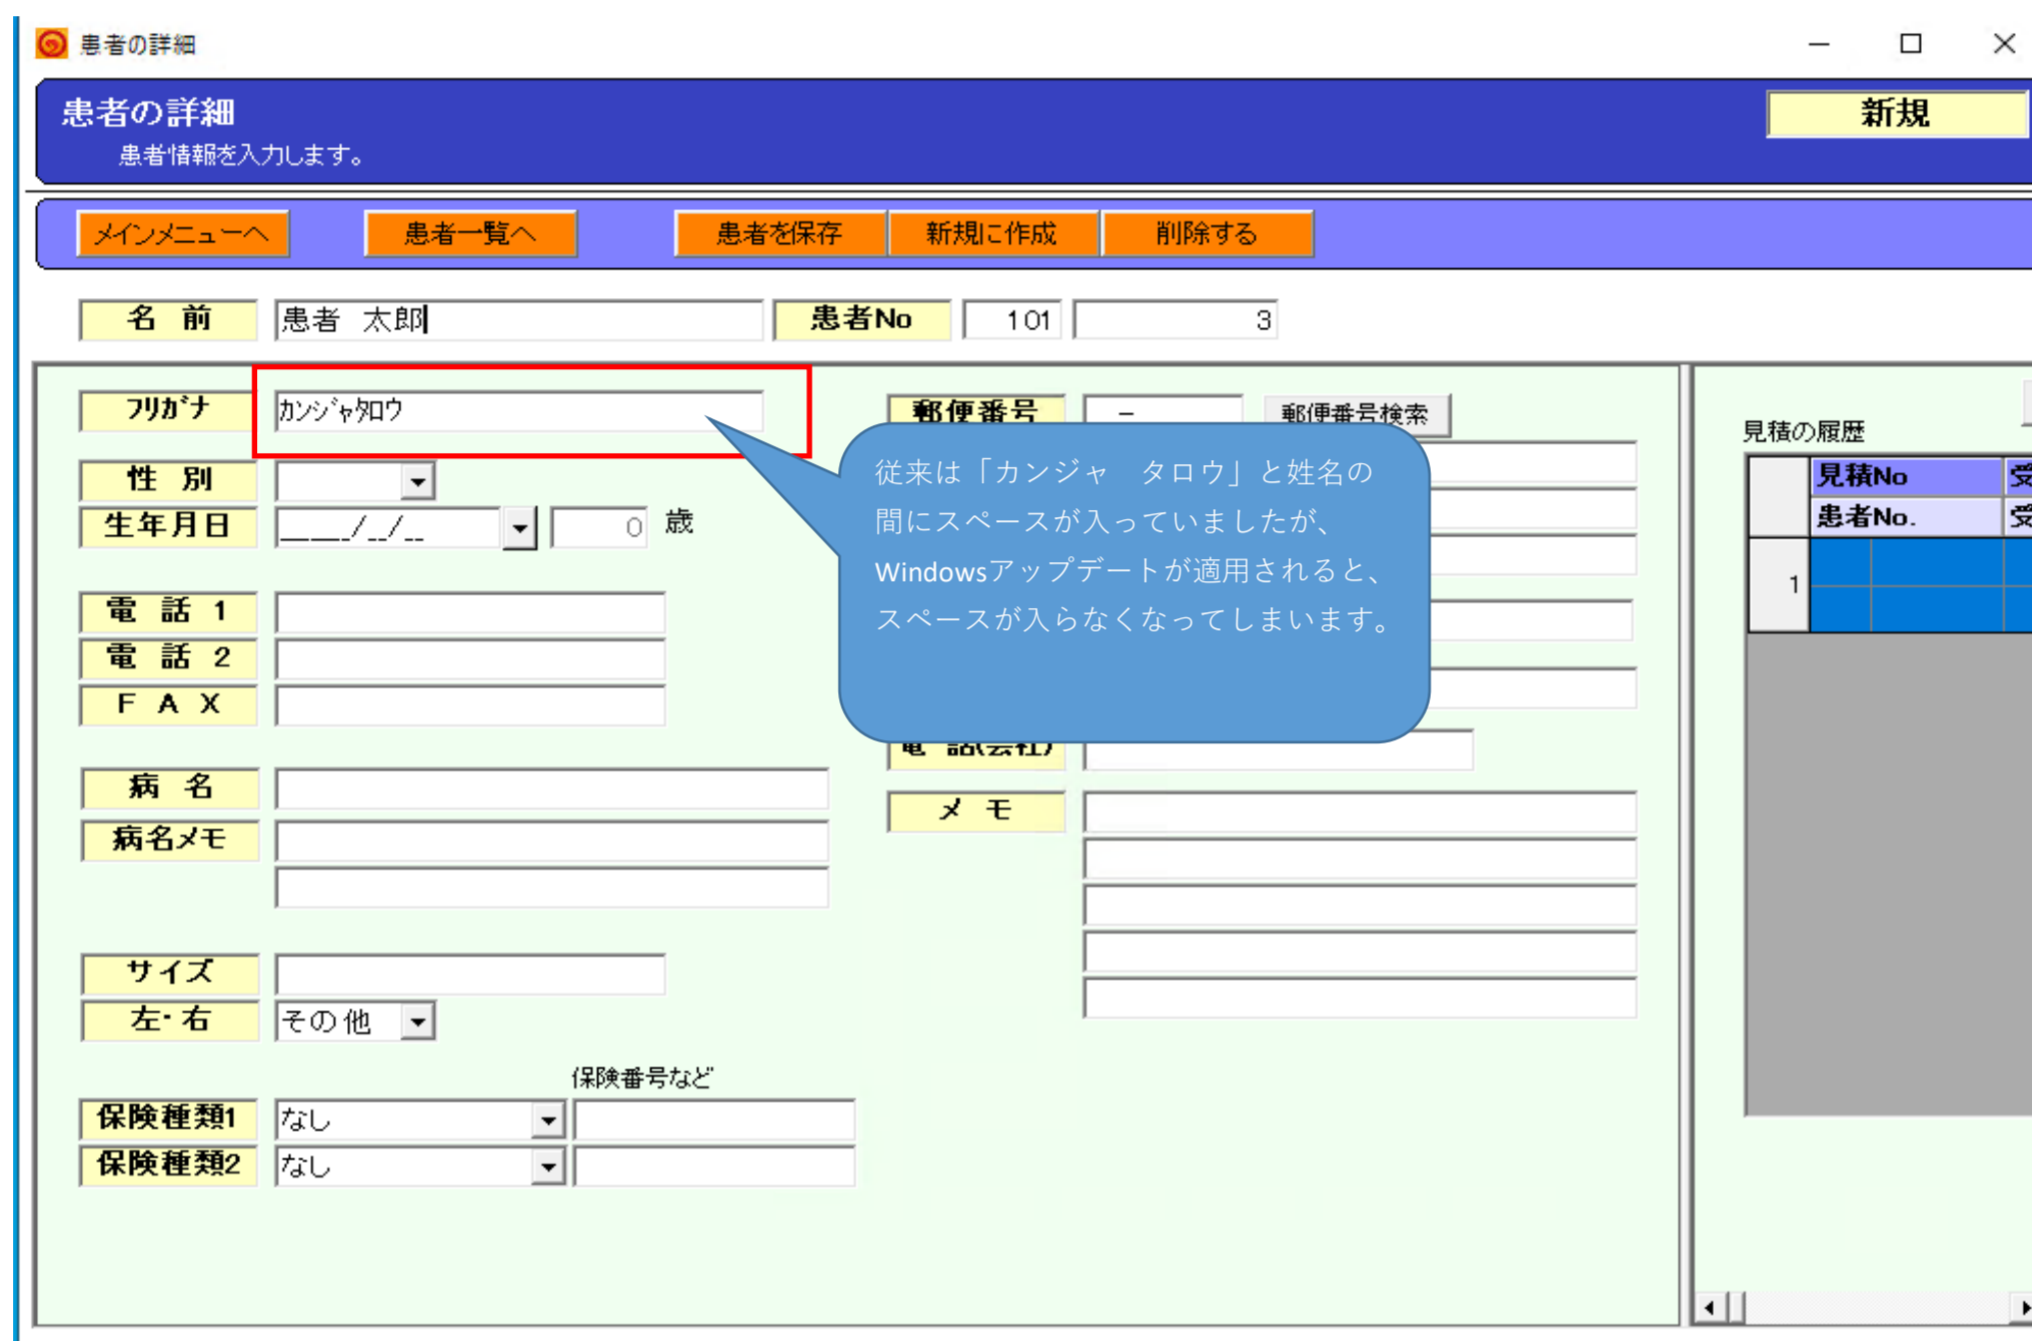 患者の詳細
患者の詳細
新規
患者情報を入力します。
メインメニューへ 患者一覧へ 患者を保存 新規に作成 削除する
名 前 患者 太郎 患者No 101 3
フリガナ カンジャタロウ 郵便番号 - 郵便番号検索
性 別
生年月日 ____/__/__ 0 歳
従来は「カンジャ　タロウ」と姓名の
間にスペースが入っていましたが、
Windowsアップデートが適用されると、
スペースが入らなくなってしまいます。
電 話 1
電 話 2
F A X
電 話(会社)
病 名
病名メモ
メ モ
サイズ
左・右 その他
保険番号など
保険種類1 なし
保険種類2 なし
見積の履歴
見積No 受
患者No. 受
1